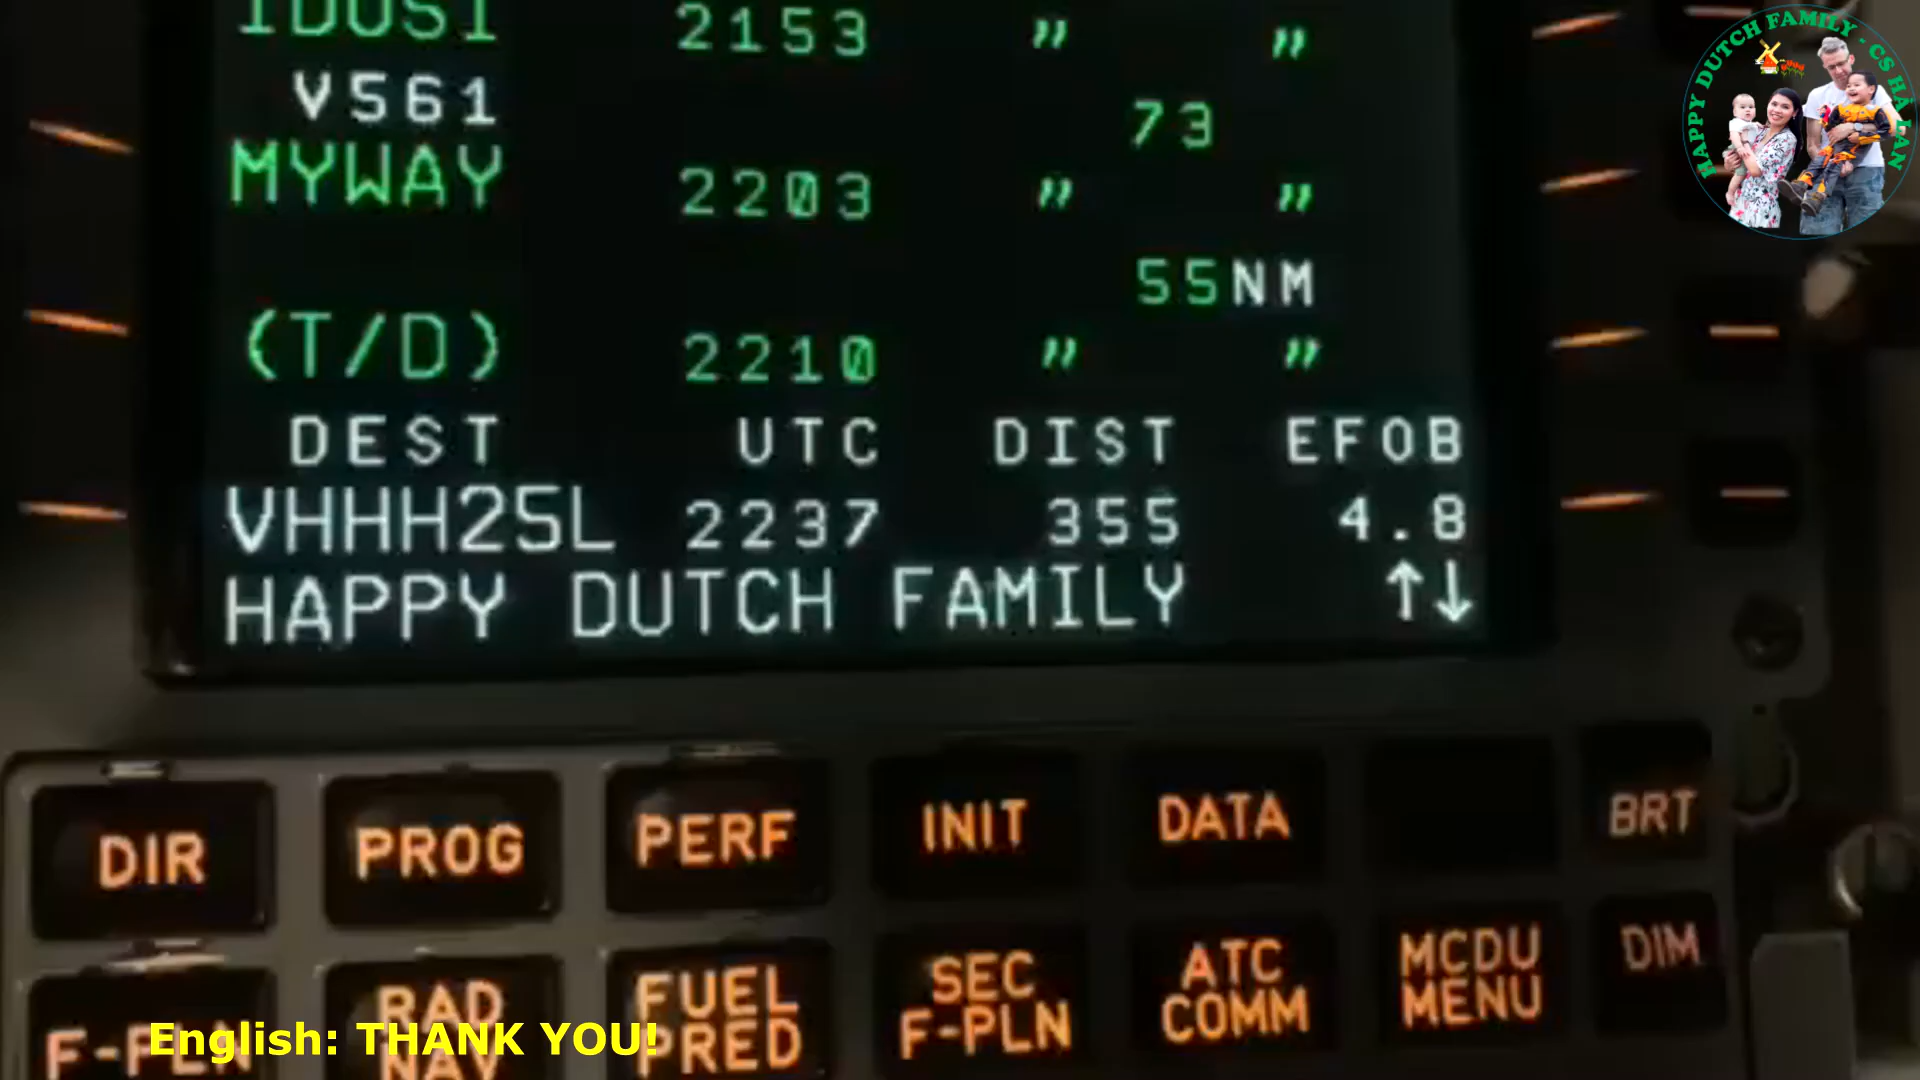 IDOSI 2153 " "
V561 73
MYWAY 2203 " "
55NM
(T/D) 2210 " "
DEST UTC DIST EFOB
VHHH25L 2237 355 4.8
HAPPY DUTCH FAMILY ↑↓
DIR PROG PERF INIT DATA BRT
F-PLN RAD NAV FUEL PRED SEC F-PLN ATC COMM MCDU MENU DIM
English: THANK YOU!
HAPPY DUTCH FAMILY - CS HÀ LAN